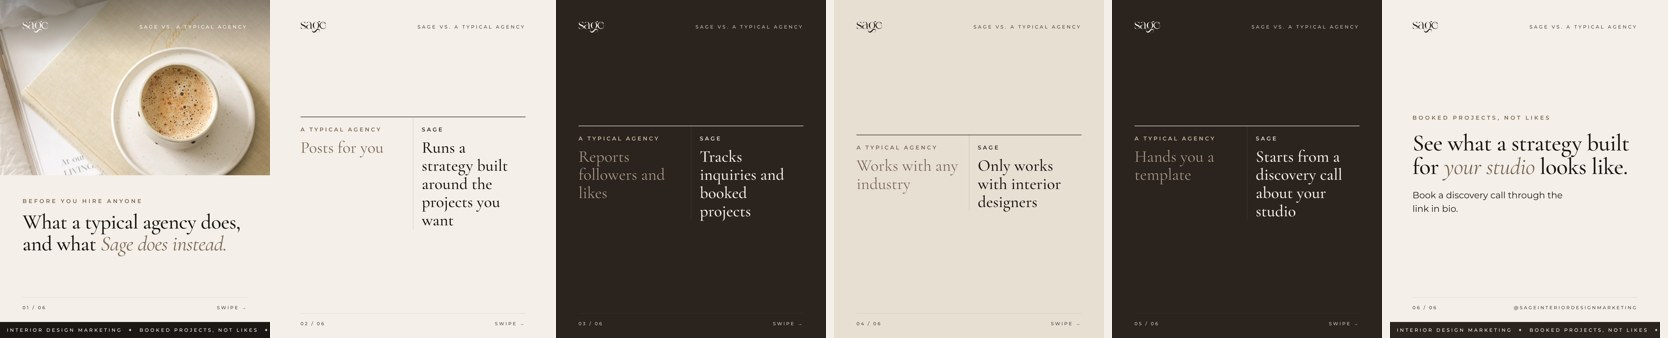 sage
SAGE VS. A TYPICAL AGENCY
BEFORE YOU HIRE ANYONE
What a typical agency does,
and what Sage does instead.
01 / 06
SWIPE →
INTERIOR DESIGN MARKETING • BOOKED PROJECTS, NOT LIKES •
sage
SAGE VS. A TYPICAL AGENCY
A TYPICAL AGENCY
Posts for you
SAGE
Runs a
strategy built
around the
projects you
want
02 / 06
SWIPE →
sage
SAGE VS. A TYPICAL AGENCY
A TYPICAL AGENCY
Reports
followers and
likes
SAGE
Tracks
inquiries and
booked
projects
03 / 06
SWIPE →
sage
SAGE VS. A TYPICAL AGENCY
A TYPICAL AGENCY
Works with any
industry
SAGE
Only works
with interior
designers
04 / 06
SWIPE →
sage
SAGE VS. A TYPICAL AGENCY
A TYPICAL AGENCY
Hands you a
template
SAGE
Starts from a
discovery call
about your
studio
05 / 06
SWIPE →
sage
SAGE VS. A TYPICAL AGENCY
BOOKED PROJECTS, NOT LIKES
See what a strategy built
for your studio looks like.
Book a discovery call through the
link in bio.
06 / 06
@SAGEINTERIORDESIGNMARKETING
INTERIOR DESIGN MARKETING • BOOKED PROJECTS, NOT LIKES •